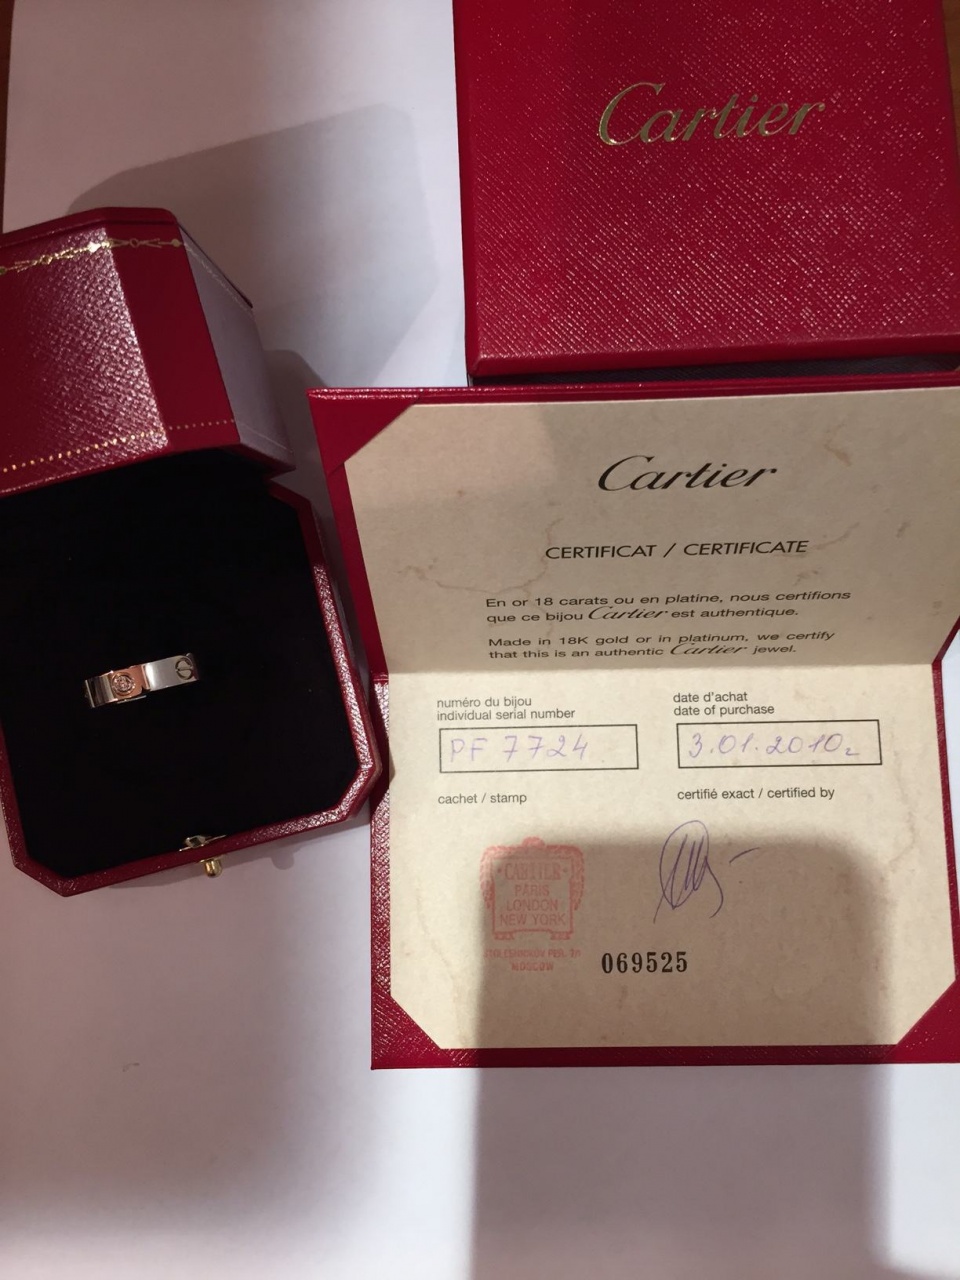 Cartier
Cartier
CERTIFICAT / CERTIFICATE
En or 18 carats ou en platine, nous certifions
que ce bijou Cartier est authentique.
Made in 18K gold or in platinum, we certify
that this is an authentic Cartier jewel.
numéro du bijou
individual serial number
PF 7724
date d'achat
date of purchase
3.01.2010г
cachet / stamp
certifié exact / certified by
PARIS
LONDON
NEW YORK
PER.
MOSCOW
069525